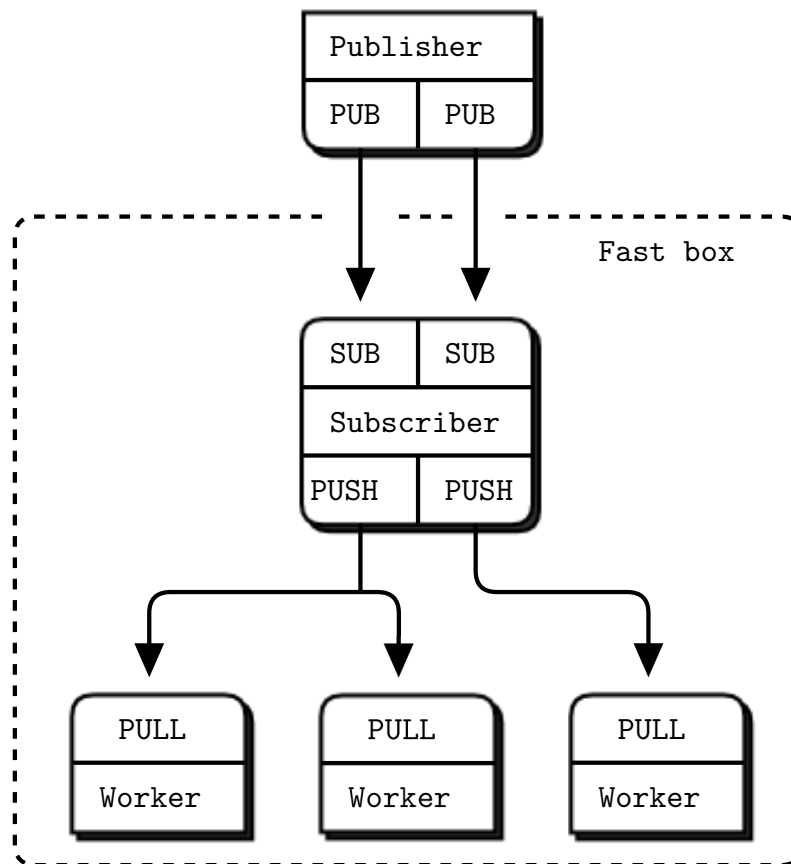 Publisher
PUB PUB
Fast box
SUB SUB
Subscriber
PUSH PUSH
PULL PULL PULL
Worker Worker Worker